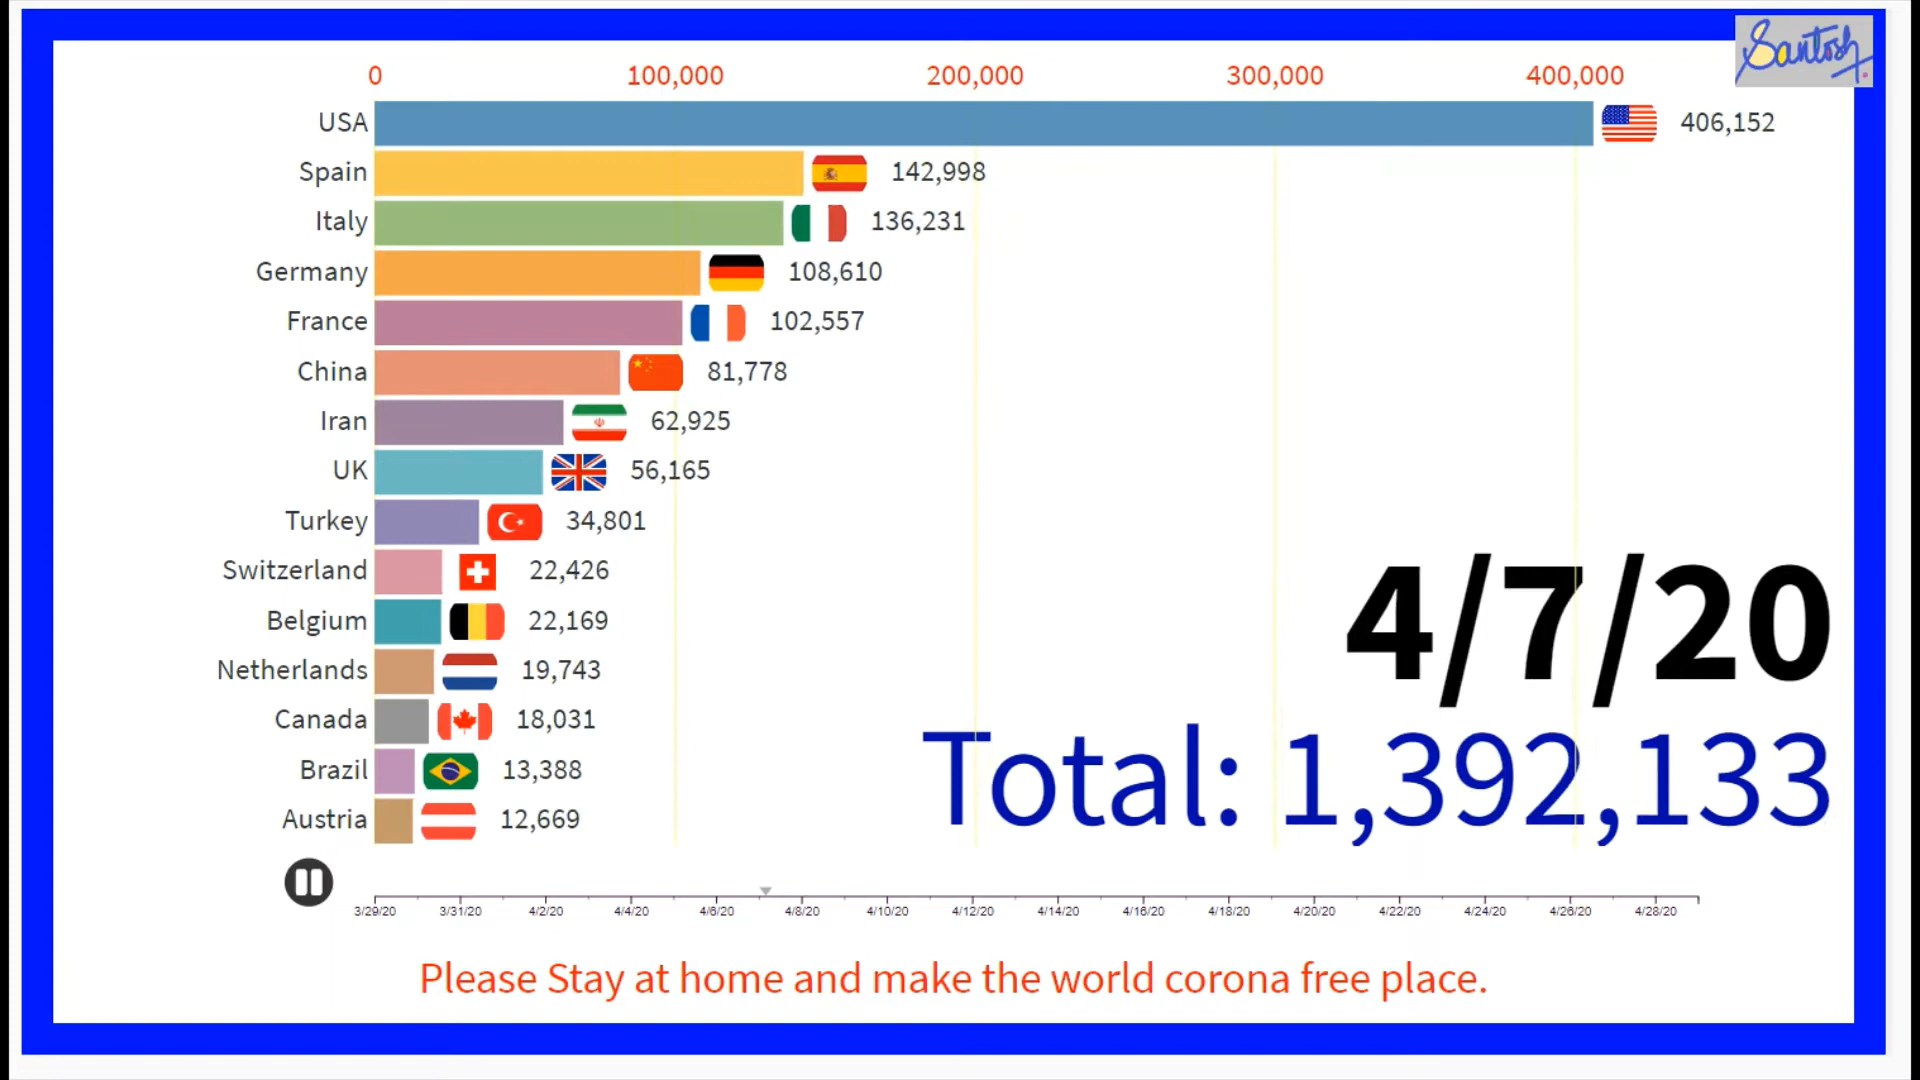 Santosh
0 100,000 200,000 300,000 400,000
USA 406,152
Spain 142,998
Italy 136,231
Germany 108,610
France 102,557
China 81,778
Iran 62,925
UK 56,165
Turkey 34,801
Switzerland 22,426
Belgium 22,169
Netherlands 19,743
Canada 18,031
Brazil 13,388
Austria 12,669
4/7/20
Total: 1,392,133
3/29/20 3/31/20 4/2/20 4/4/20 4/6/20 4/8/20 4/10/20 4/12/20 4/14/20 4/16/20 4/18/20 4/20/20 4/22/20 4/24/20 4/26/20 4/28/20
Please Stay at home and make the world corona free place.